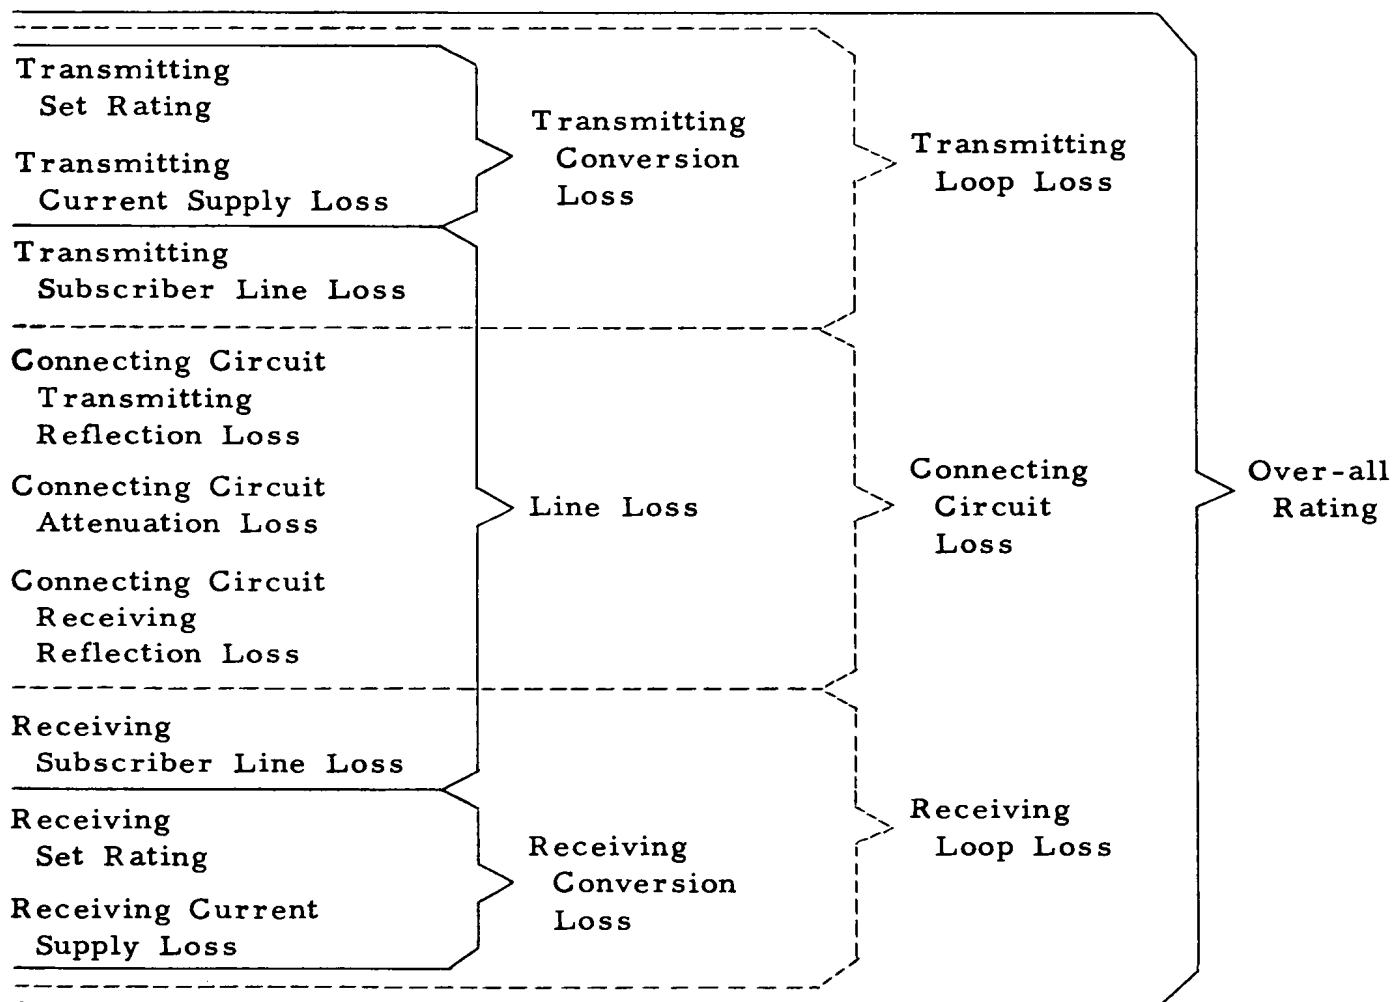 Transmitting
Set Rating
Transmitting
Current Supply Loss
Transmitting
Subscriber Line Loss
Connecting Circuit
Transmitting
Reflection Loss
Connecting Circuit
Attenuation Loss
Connecting Circuit
Receiving
Reflection Loss
Receiving
Subscriber Line Loss
Receiving
Set Rating
Receiving Current
Supply Loss
Transmitting
Conversion
Loss
Line Loss
Receiving
Conversion
Loss
Transmitting
Loop Loss
Connecting
Circuit
Loss
Receiving
Loop Loss
Over-all
Rating